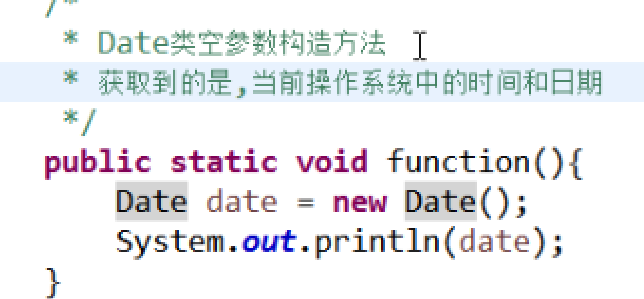 /*
* Date类空参数构造方法
* 获取到的是,当前操作系统中的时间和日期
*/
public static void function(){
Date date = new Date();
System.out.println(date);
}